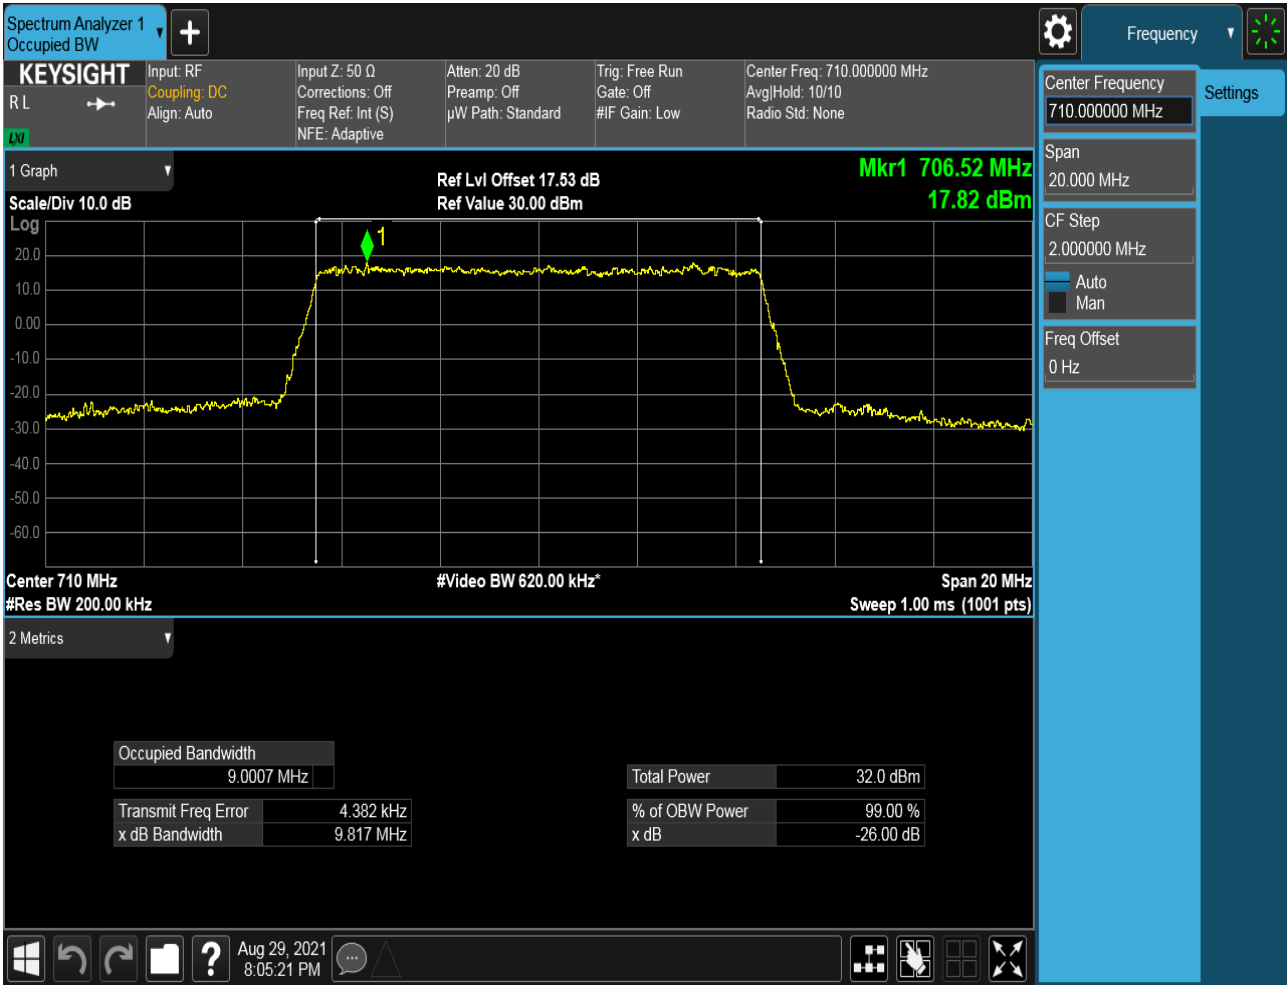 Spectrum Analyzer 1
Occupied BW
Frequency
KEYSIGHT
R L
LXI
Input: RF
Coupling: DC
Align: Auto
Input Z: 50 Ω
Corrections: Off
Freq Ref: Int (S)
NFE: Adaptive
Atten: 20 dB
Preamp: Off
µW Path: Standard
Trig: Free Run
Gate: Off
#IF Gain: Low
Center Freq: 710.000000 MHz
Avg|Hold: 10/10
Radio Std: None
Center Frequency
710.000000 MHz
Settings
Span
20.000 MHz
CF Step
2.000000 MHz
Auto
Man
Freq Offset
0 Hz
1 Graph
Scale/Div 10.0 dB
Ref Lvl Offset 17.53 dB
Ref Value 30.00 dBm
Mkr1 706.52 MHz
17.82 dBm
Log
1
20.0
10.0
0.00
-10.0
-20.0
-30.0
-40.0
-50.0
-60.0
Center 710 MHz
#Video BW 620.00 kHz*
Span 20 MHz
#Res BW 200.00 kHz
Sweep 1.00 ms (1001 pts)
2 Metrics
Occupied Bandwidth
9.0007 MHz
Total Power 32.0 dBm
Transmit Freq Error 4.382 kHz
% of OBW Power 99.00 %
x dB Bandwidth 9.817 MHz
x dB -26.00 dB
?
Aug 29, 2021
8:05:21 PM